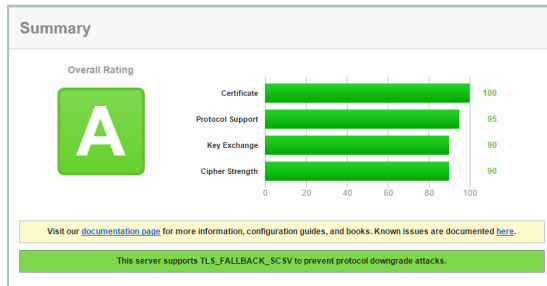 Summary
Overall Rating
A
Certificate 100
Protocol Support 95
Key Exchange 90
Cipher Strength 90
0 20 40 60 80 100
Visit our documentation page for more information, configuration guides, and books. Known issues are documented here.
This server supports TLS_FALLBACK_SCSV to prevent protocol downgrade attacks.